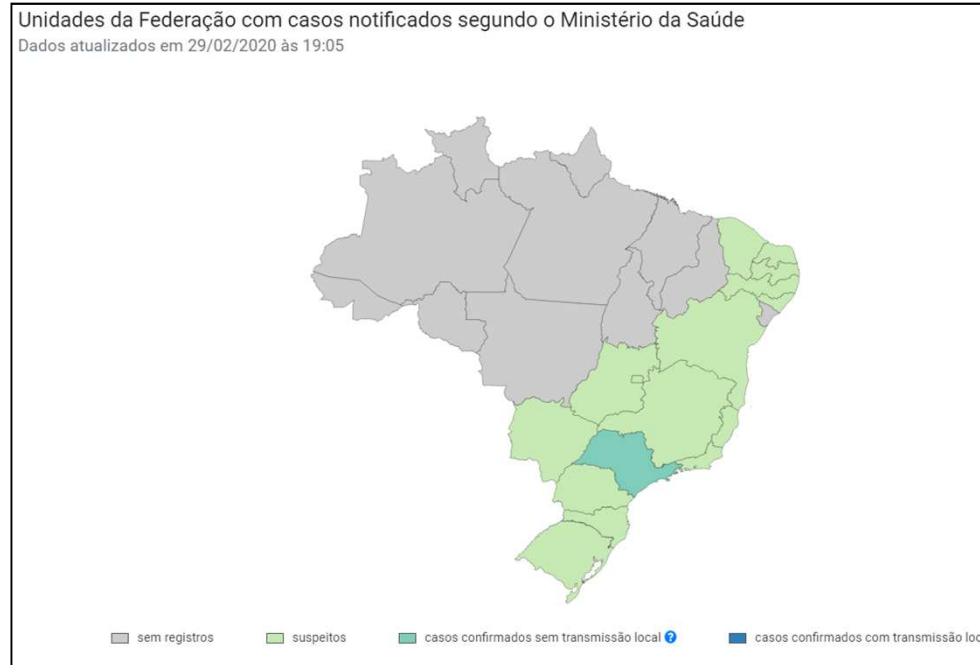 Unidades da Federação com casos notificados segundo o Ministério da Saúde
Dados atualizados em 29/02/2020 às 19:05
sem registros suspeitos casos confirmados sem transmissão local ? casos confirmados com transmissão loc